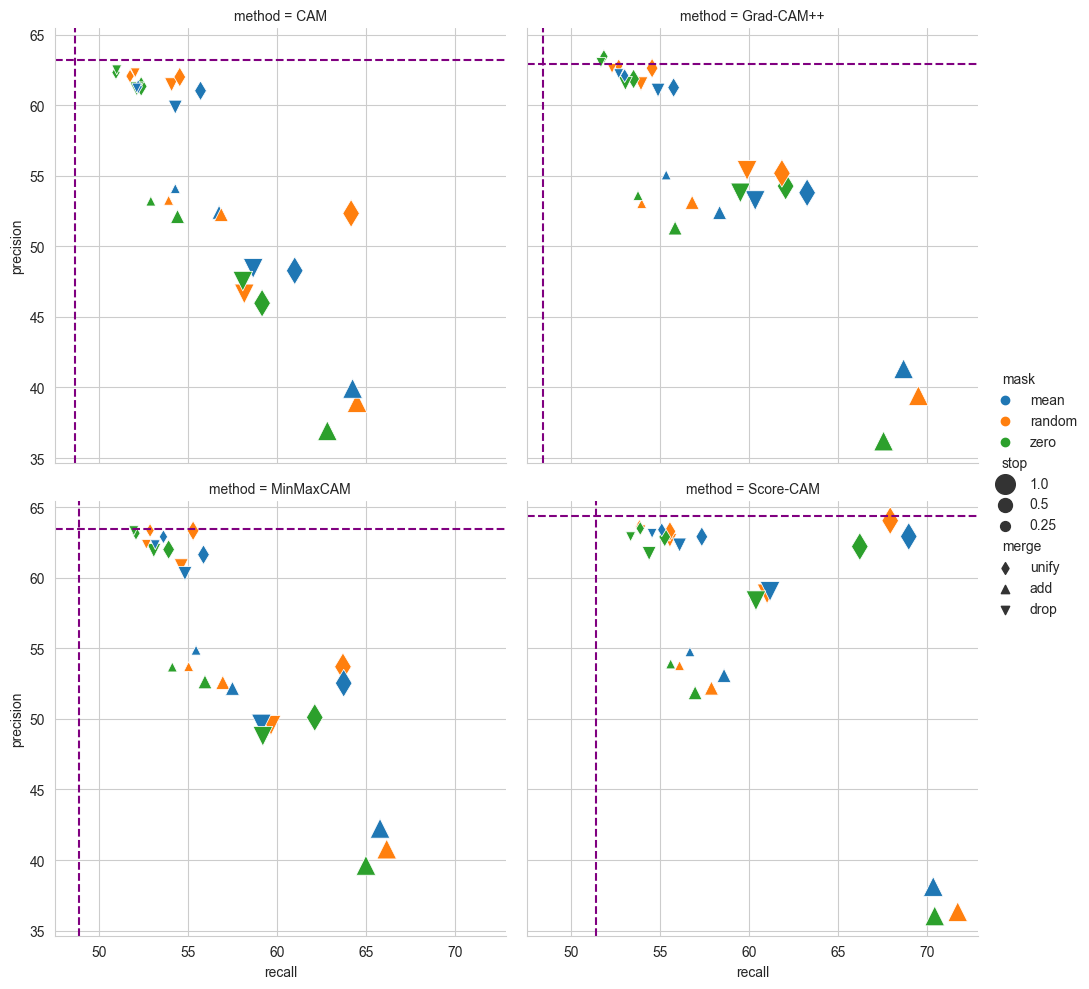 method = CAM
method = Grad-CAM++
65
60
55
50
45
40
35
precision
method = MinMaxCAM
method = Score-CAM
65
60
55
50
45
40
35
precision
50 55 60 65 70
recall
50 55 60 65 70
recall
mask
mean
random
zero
stop
1.0
0.5
0.25
merge
unify
add
drop